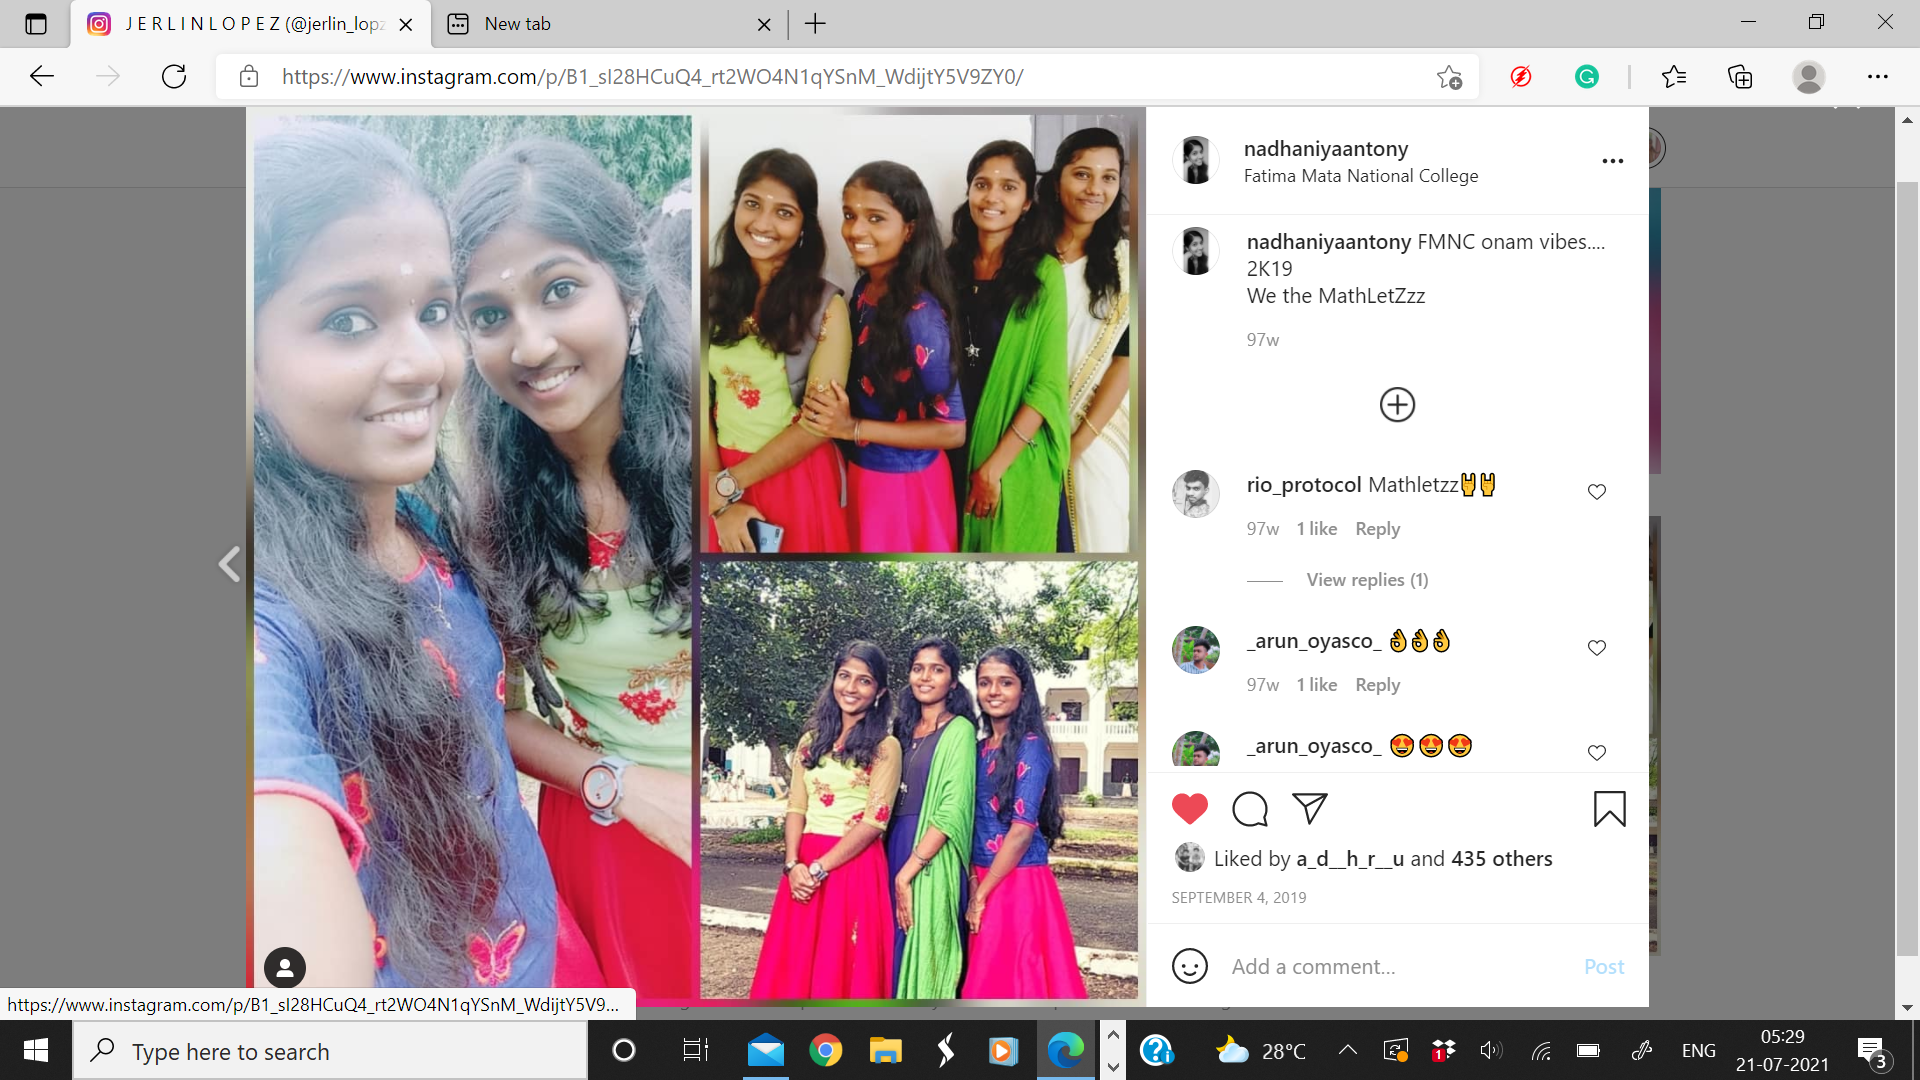 J E R L I N L O P E Z (@jerlin_lopz
New tab
https://www.instagram.com/p/B1_sI28HCuQ4_rt2WO4N1qYSnM_WdijtY5V9ZY0/
nadhaniyaantony
Fatima Mata National College
nadhaniyaantony FMNC onam vibes....
2K19
We the MathLetZzz
97w
rio_protocol Mathletzz🤘🤘
97w 1 like Reply
View replies (1)
_arun_oyasco_ 👌👌👌
97w 1 like Reply
_arun_oyasco_ 😍😍😍
Liked by a_d__h_r__u and 435 others
SEPTEMBER 4, 2019
Add a comment...
Post
https://www.instagram.com/p/B1_sI28HCuQ4_rt2WO4N1qYSnM_WdijtY5V9...
Type here to search
28°C
1
ENG
05:29
21-07-2021
3